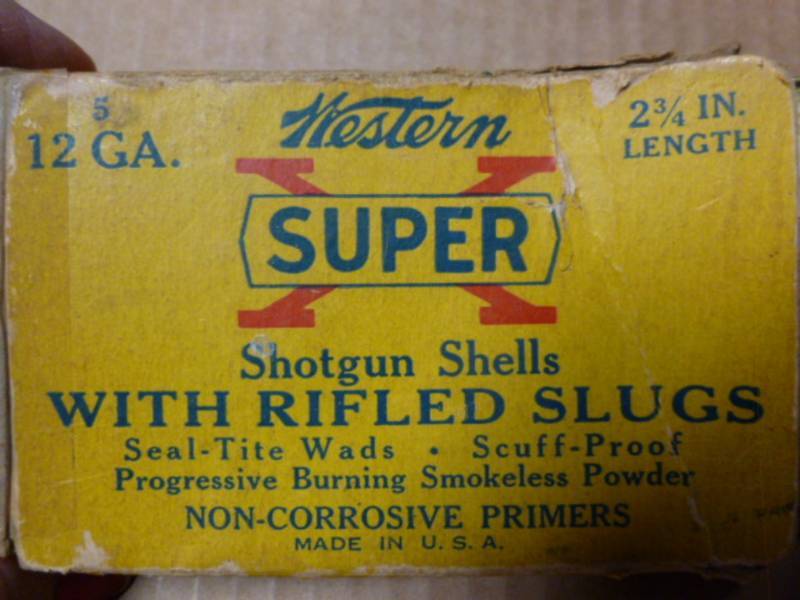 5
12 GA.
Western
2¾ IN.
LENGTH
SUPER X
Shotgun Shells
WITH RIFLED SLUGS
Seal-Tite Wads • Scuff-Proof
Progressive Burning Smokeless Powder
NON-CORROSIVE PRIMERS
MADE IN U.S.A.